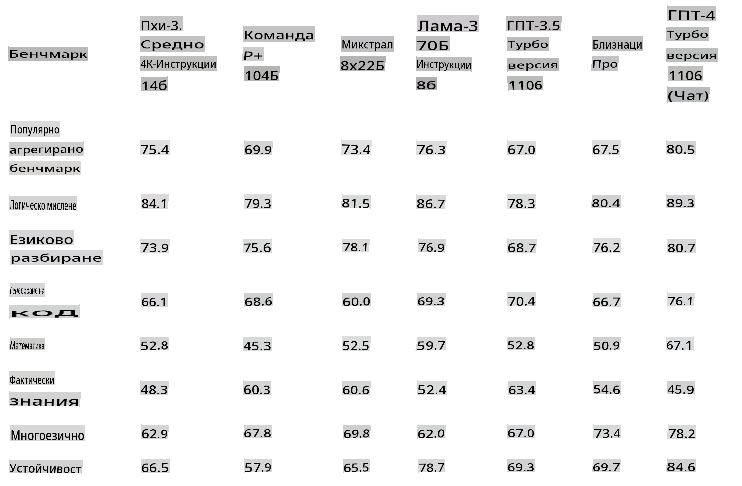 Бенчмарк
Пхи-3.
Средно
4К-Инструкции
14б
Команда
Р+
104Б
Микстрал
8x22Б
Лама-3
70Б
Инструкции
8б
ГПТ-3.5
Турбо
версия
1106
Близнаци
Про
ГПТ-4
Турбо
версия
1106
(Чат)
Популярно
агрегирано
бенчмарк
75.4 69.9 73.4 76.3 67.0 67.5 80.5
Логическо мислене 84.1 79.3 81.5 86.7 78.3 80.4 89.3
Езиково
разбиране
73.9 75.6 78.1 76.9 68.7 76.2 80.7
код
66.1 68.6 60.0 69.3 70.4 66.7 76.1
Математика 52.8 45.3 52.5 59.7 52.8 50.9 67.1
Фактически
знания
48.3 60.3 60.6 52.4 63.4 54.6 45.9
Многоезично 62.9 67.8 69.8 62.0 67.0 73.4 78.2
Устойчивост 66.5 57.9 65.5 78.7 69.3 69.7 84.6